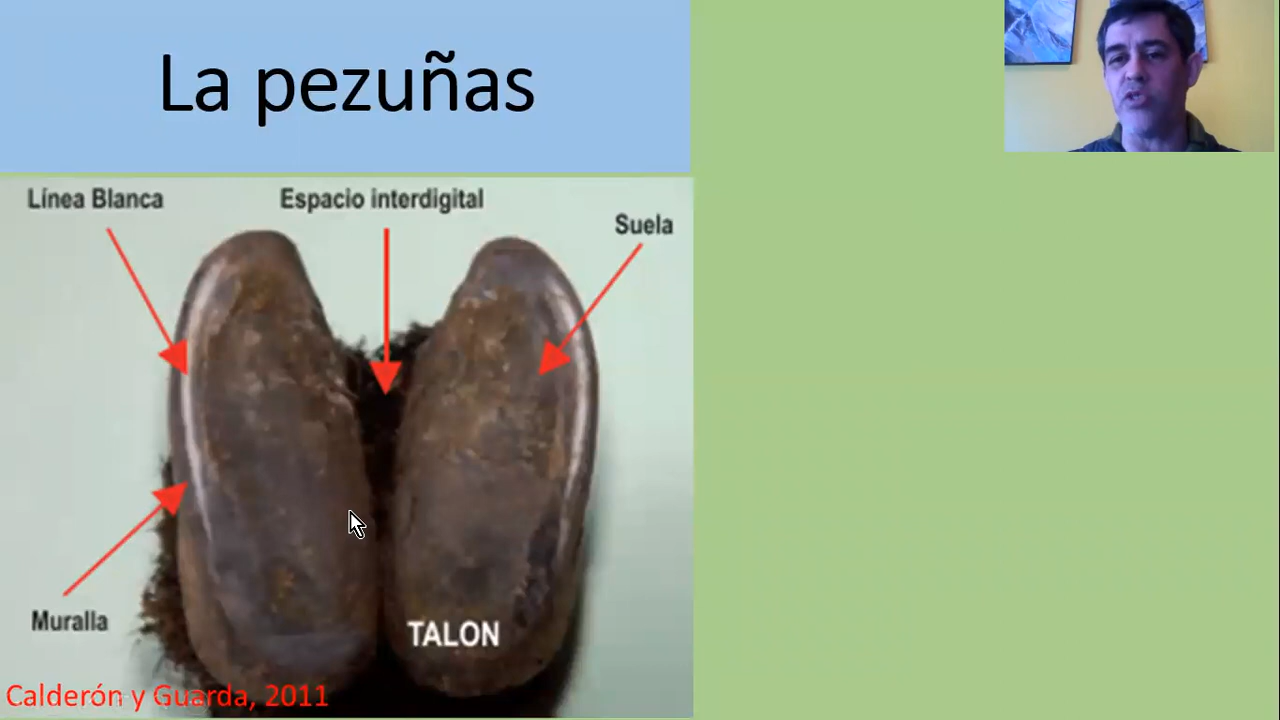 La pezuñas
Línea Blanca
Espacio interdigital
Suela
Muralla
TALON
Calderón y Guarda, 2011